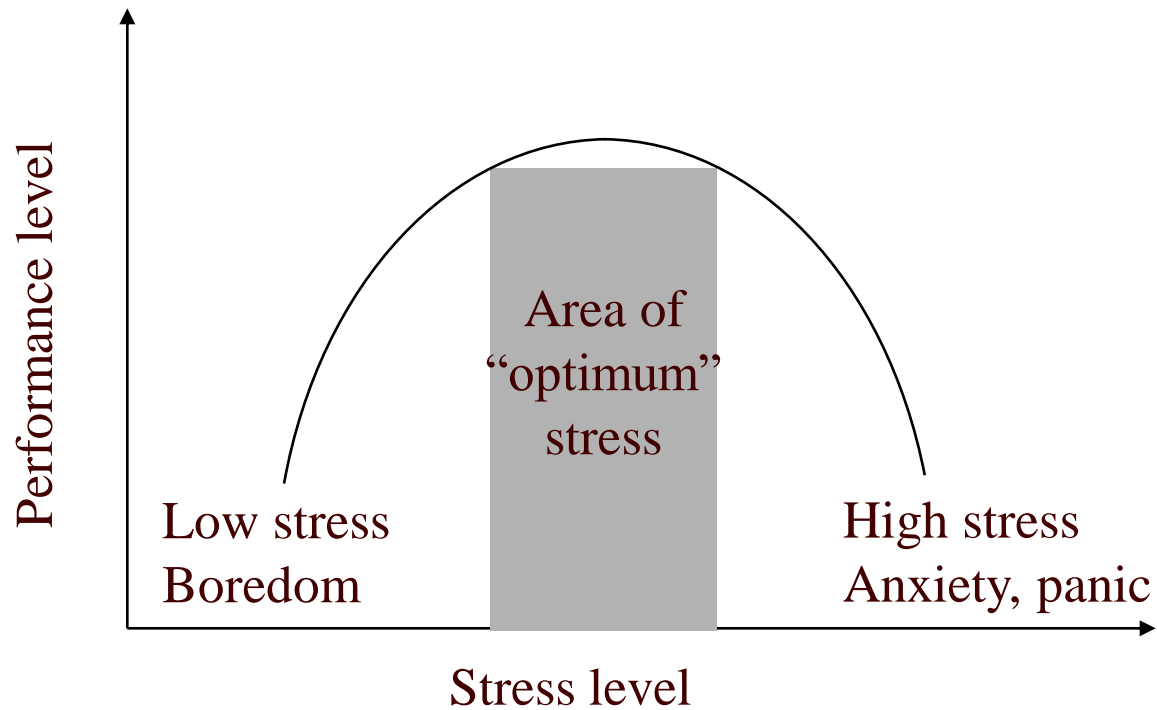 Performance level
Area of
“optimum”
stress
Low stress
Boredom
High stress
Anxiety, panic
Stress level